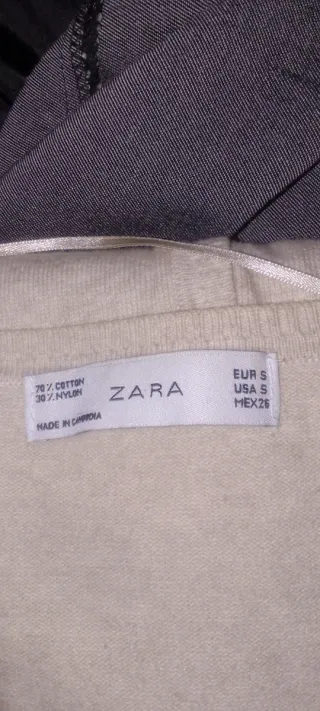 70% COTTON
30% NYLON
MADE IN CAMBODIA
ZARA
EUR S
USA S
MEX 26